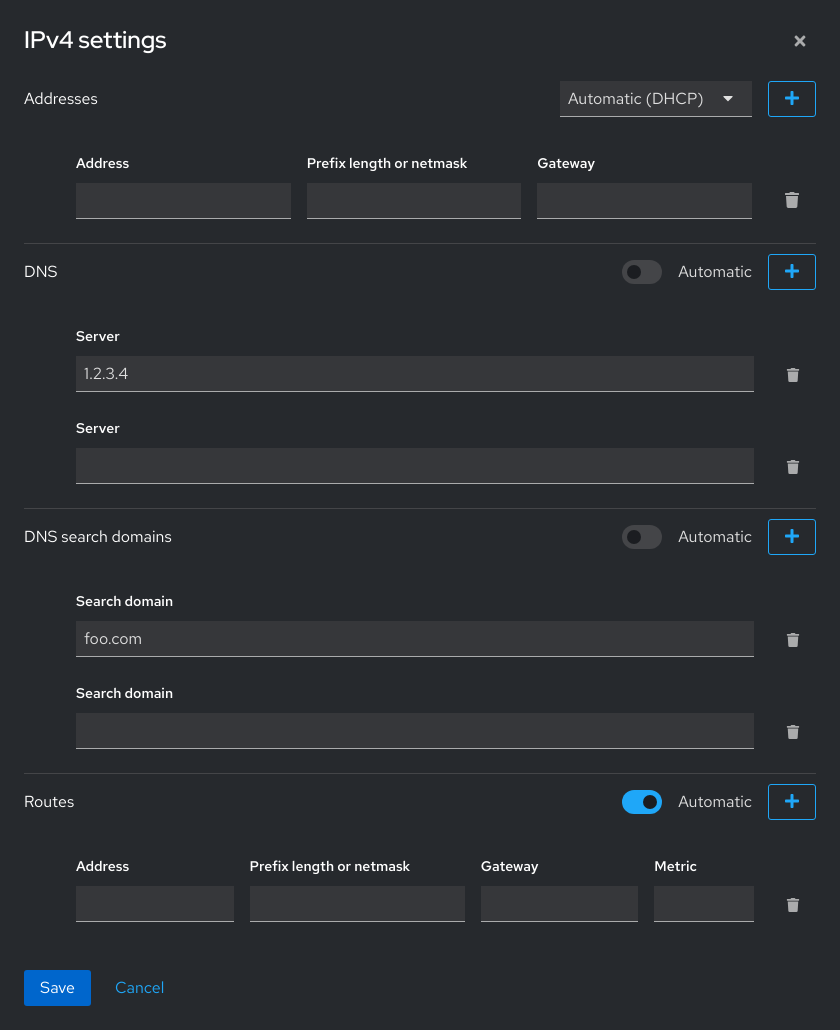 IPv4 settings
Addresses Automatic (DHCP)
Address Prefix length or netmask Gateway
DNS Automatic
Server
1.2.3.4
Server
DNS search domains Automatic
Search domain
foo.com
Search domain
Routes Automatic
Address Prefix length or netmask Gateway Metric
Save Cancel